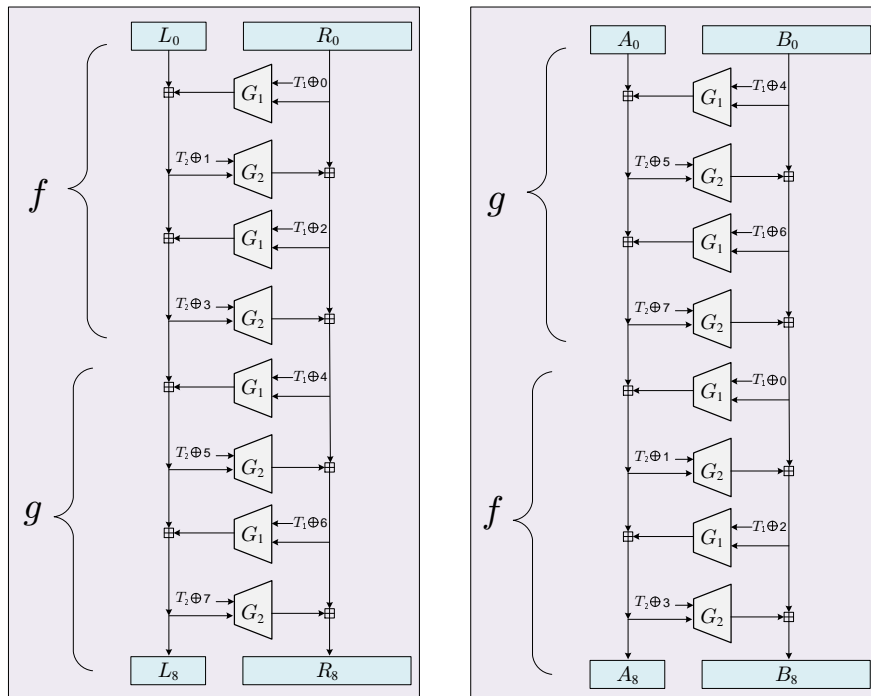 L₀ R₀
T₁⊕0
G₁
T₂⊕1
G₂
f
T₁⊕2
G₁
T₂⊕3
G₂
T₁⊕4
G₁
T₂⊕5
G₂
g
T₁⊕6
G₁
T₂⊕7
G₂
L₈ R₈
A₀ B₀
T₁⊕4
G₁
T₂⊕5
G₂
g
T₁⊕6
G₁
T₂⊕7
G₂
T₁⊕0
G₁
T₂⊕1
G₂
f
T₁⊕2
G₁
T₂⊕3
G₂
A₈ B₈